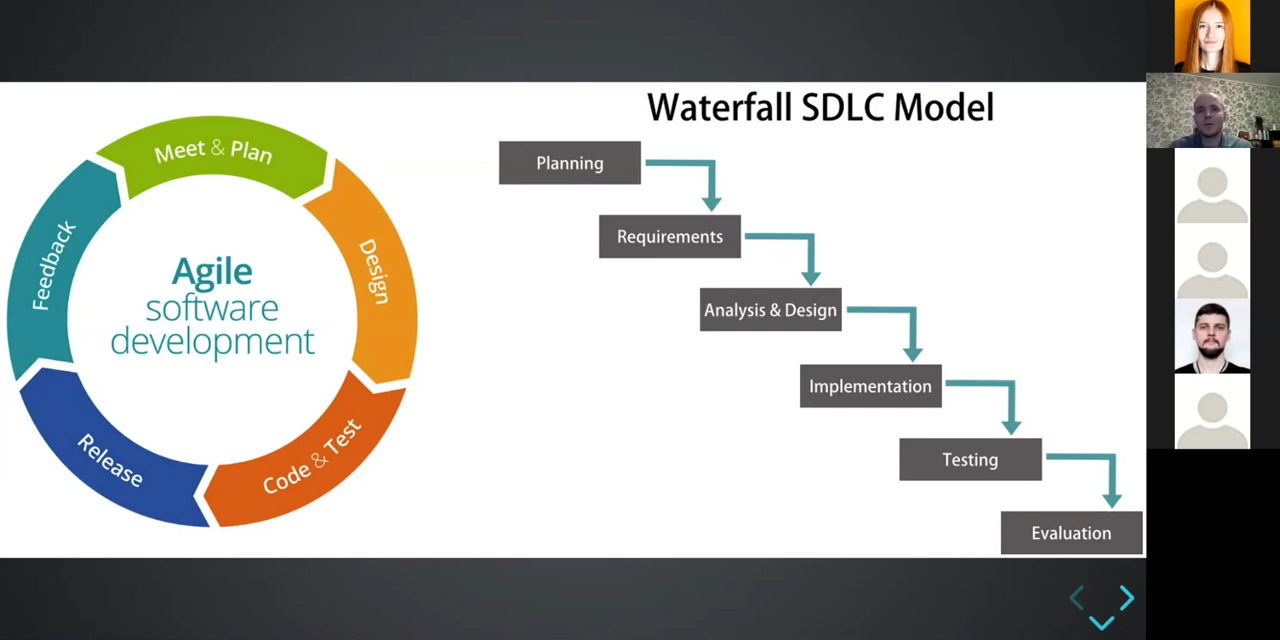 Waterfall SDLC Model
Meet & Plan
Design
Code & Test
Release
Feedback
Agile
software
development
Planning
Requirements
Analysis & Design
Implementation
Testing
Evaluation